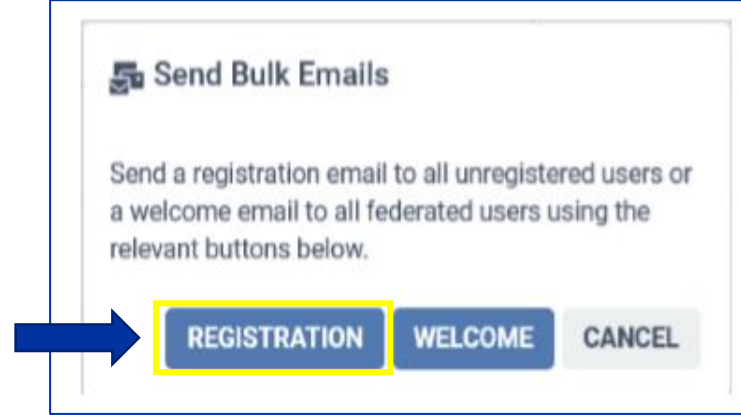 Send Bulk Emails
Send a registration email to all unregistered users or
a welcome email to all federated users using the
relevant buttons below.
REGISTRATION WELCOME CANCEL